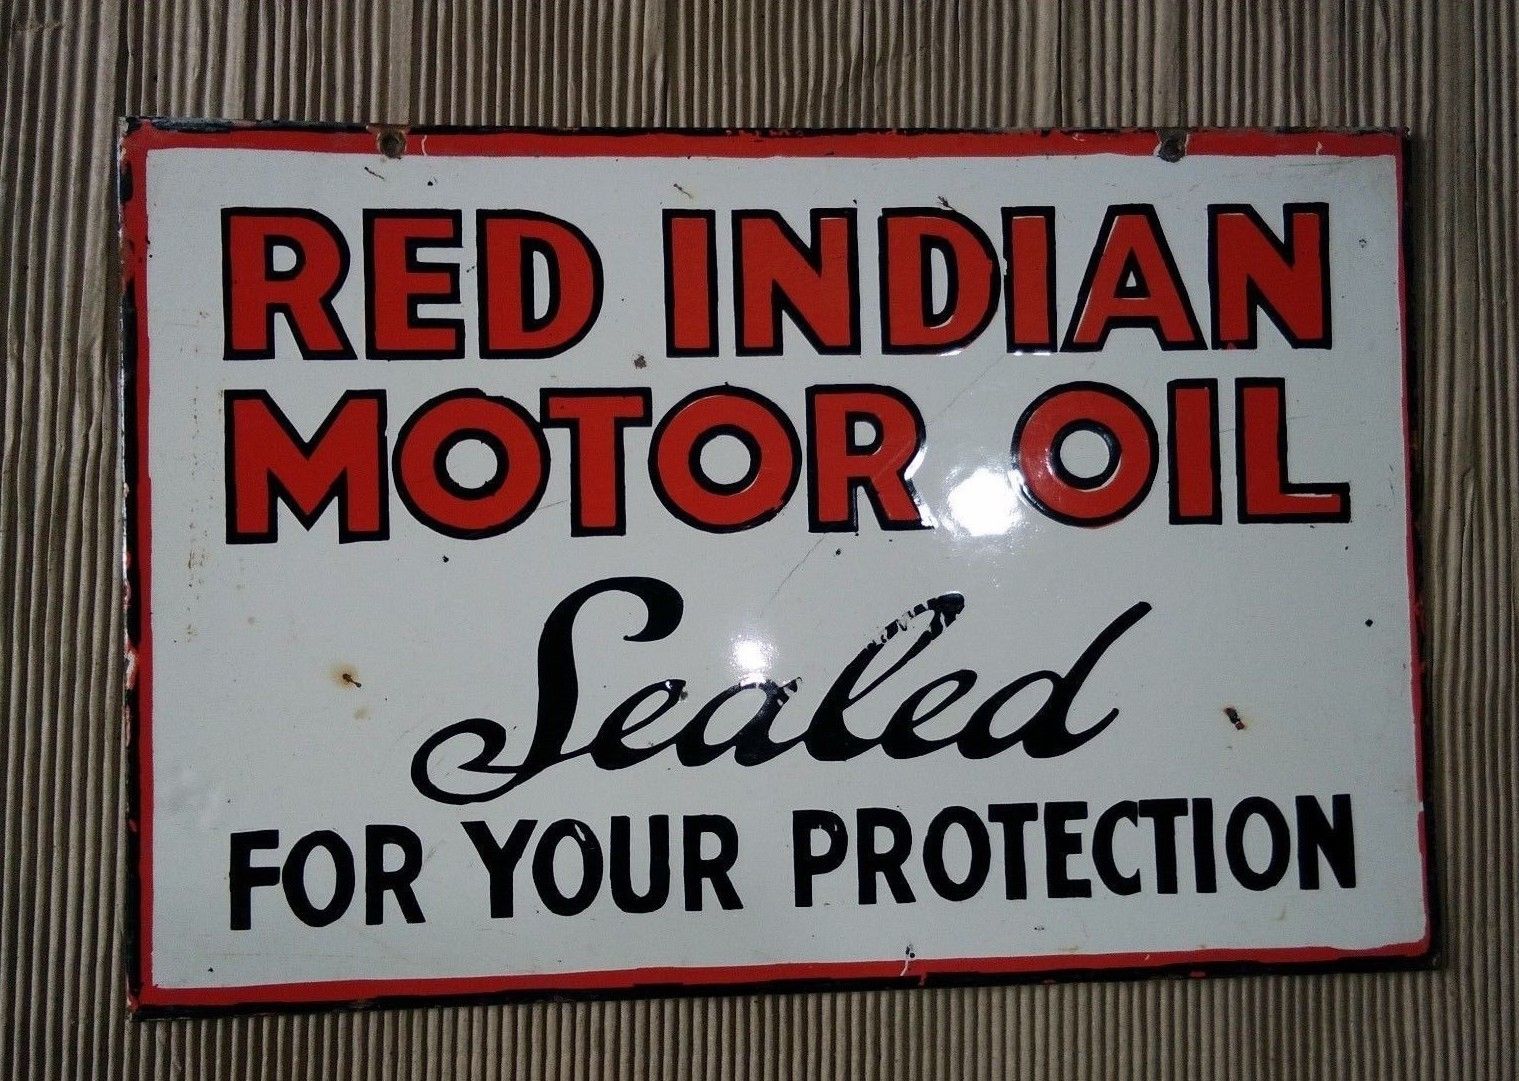 RED INDIAN
MOTOR OIL
Sealed
FOR YOUR PROTECTION